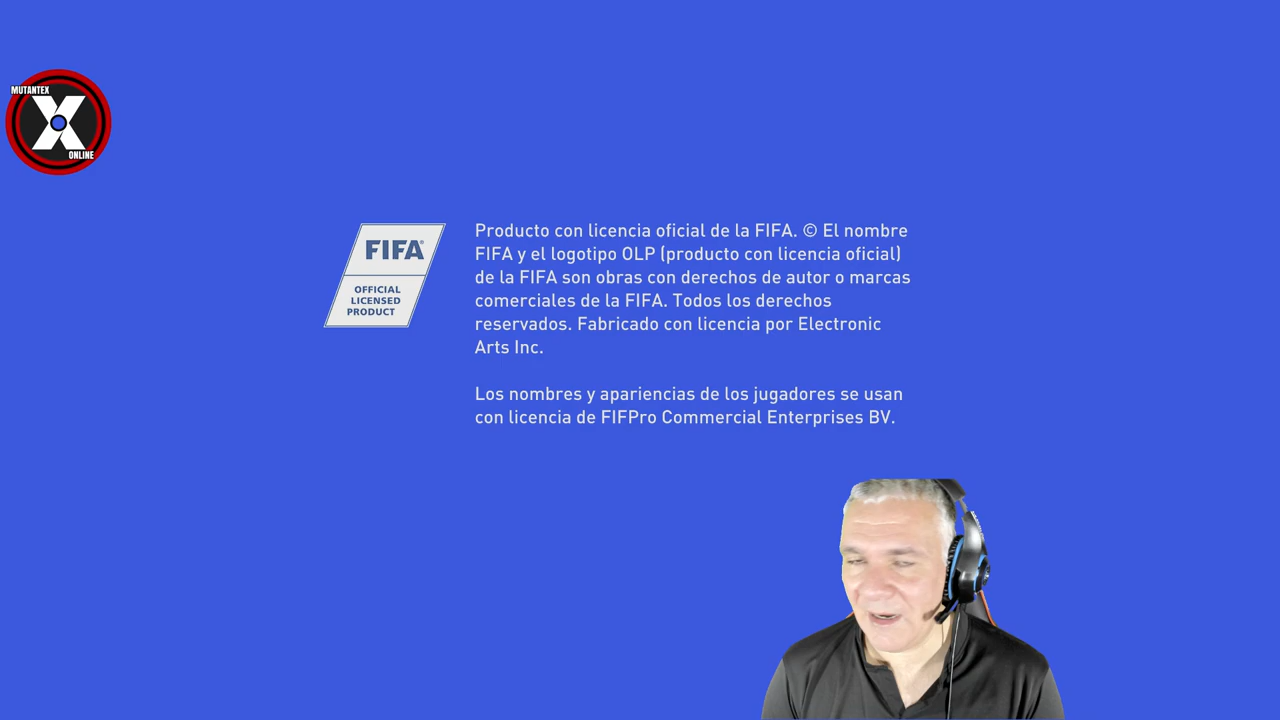 MUTANTEX
X
ONLINE
FIFA®
OFFICIAL
LICENSED
PRODUCT
Producto con licencia oficial de la FIFA. © El nombre
FIFA y el logotipo OLP (producto con licencia oficial)
de la FIFA son obras con derechos de autor o marcas
comerciales de la FIFA. Todos los derechos
reservados. Fabricado con licencia por Electronic
Arts Inc.
Los nombres y apariencias de los jugadores se usan
con licencia de FIFPro Commercial Enterprises BV.